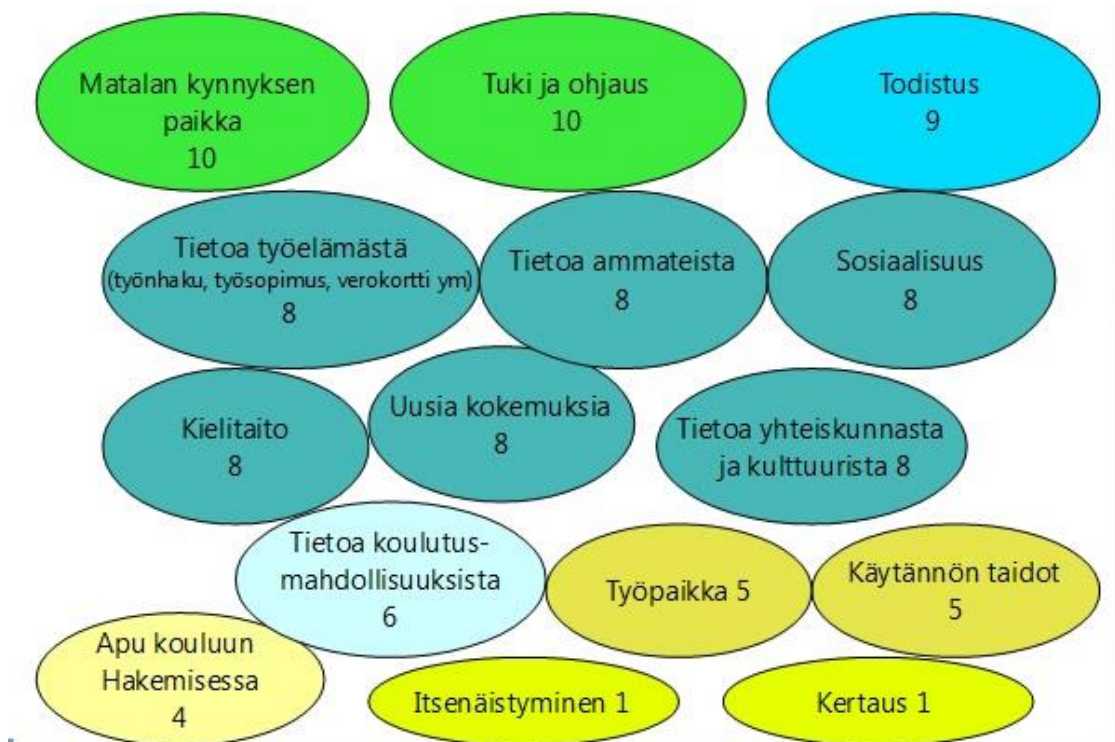 Matalan kynnyksen
paikka
10
Tuki ja ohjaus
10
Todistus
9
Tietoa työelämästä
(työnhaku, työsopimus, verokortti ym)
8
Tietoa ammateista
8
Sosiaalisuus
8
Kielitaito
8
Uusia kokemuksia
8
Tietoa yhteiskunnasta
ja kulttuurista 8
Tietoa koulutus-
mahdollisuuksista
6
Työpaikka 5
Käytännön taidot
5
Apu kouluun
Hakemisessa
4
Itsenäistyminen 1
Kertaus 1